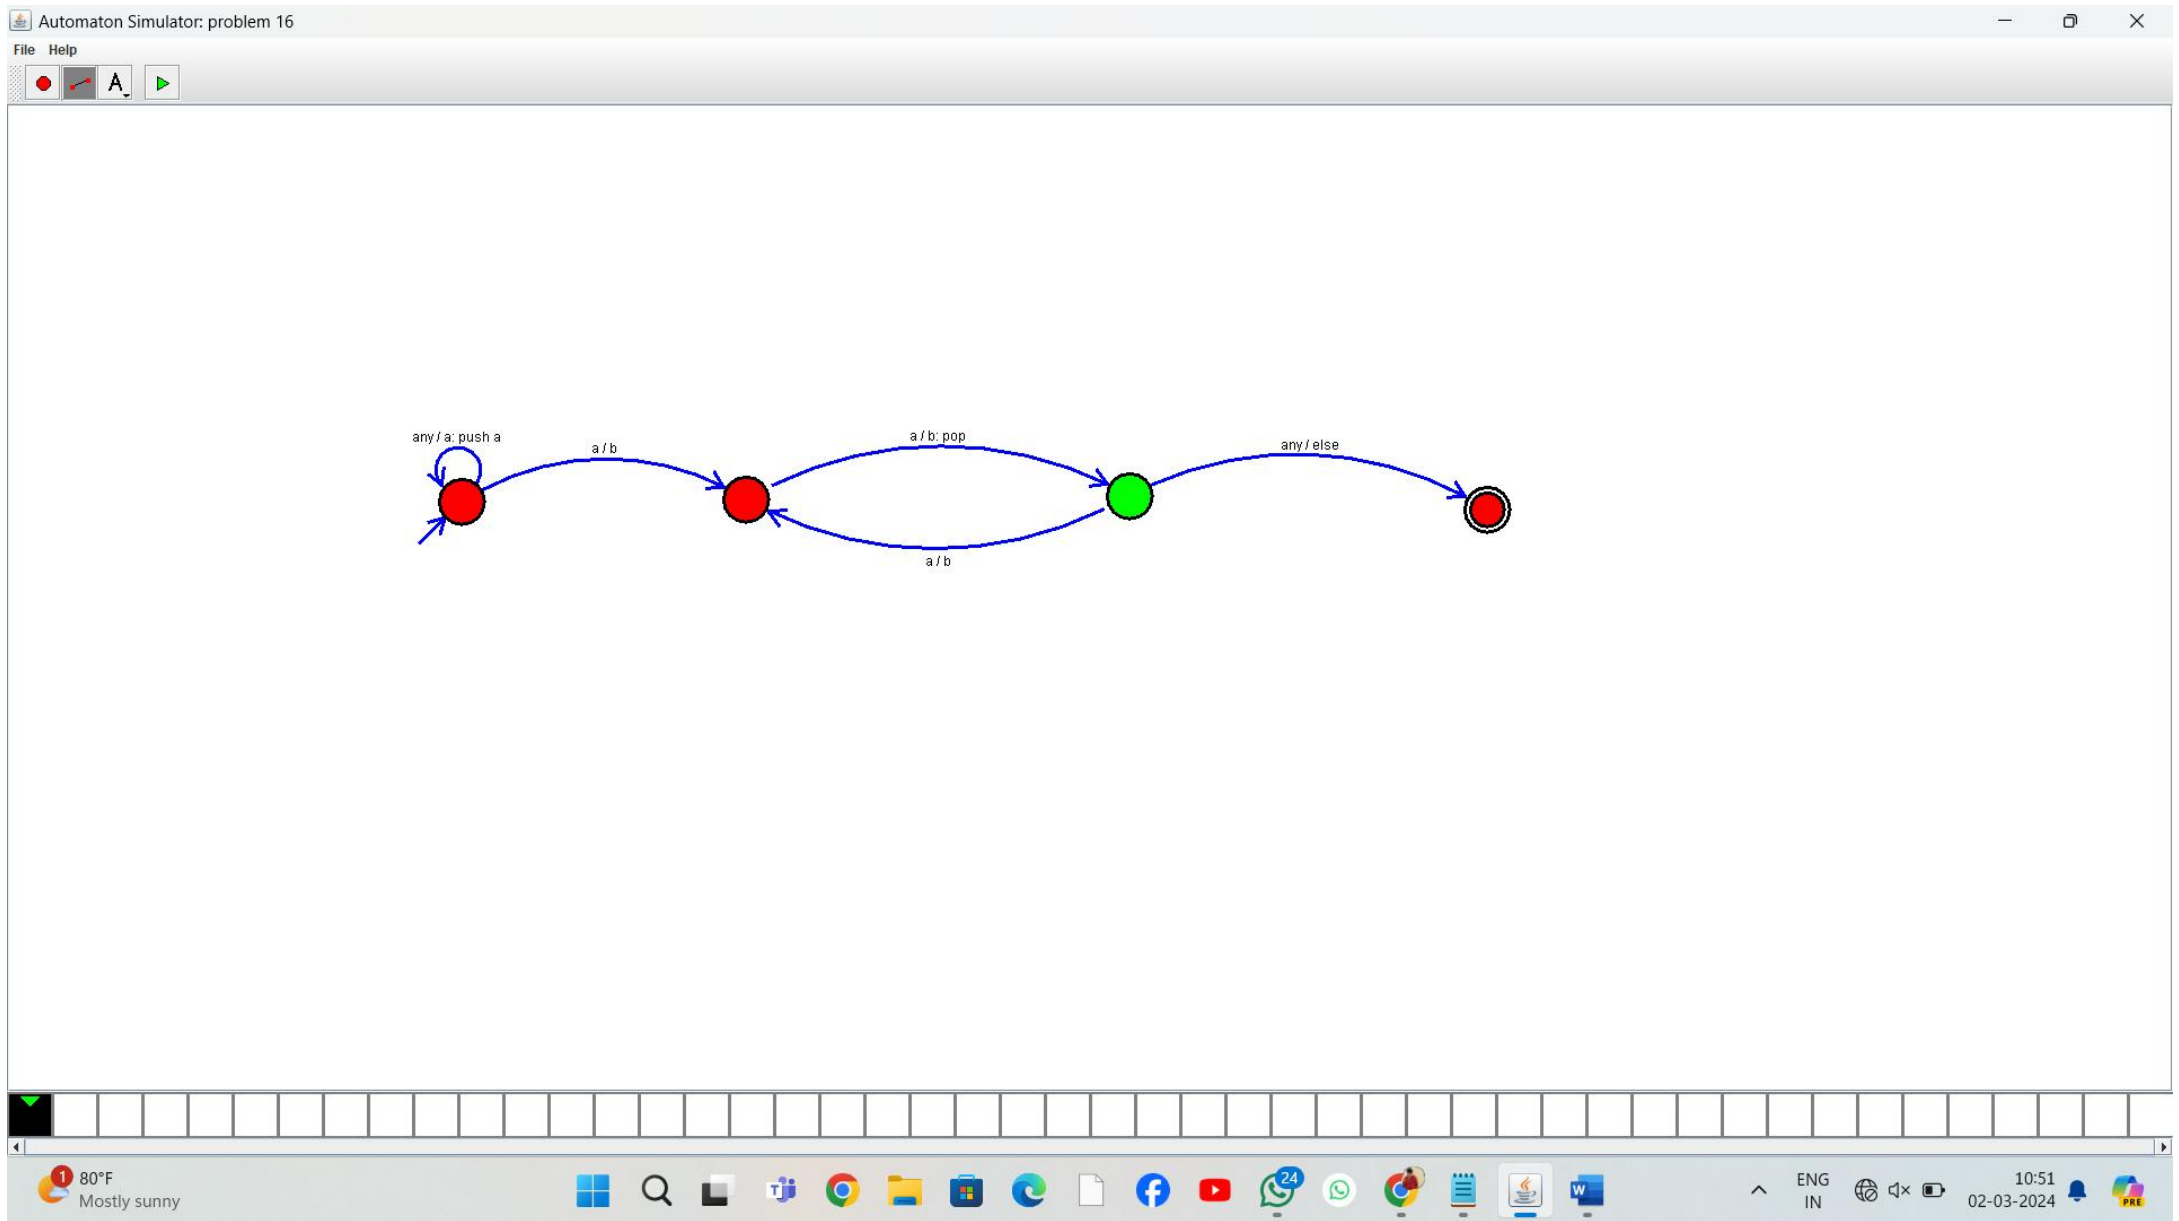 Automaton Simulator: problem 16
File Help
A
any / a: push a
a / b
a / b: pop
any / else
a / b
1
80°F
Mostly sunny
24
W
ENG
IN
10:51
02-03-2024
PRE